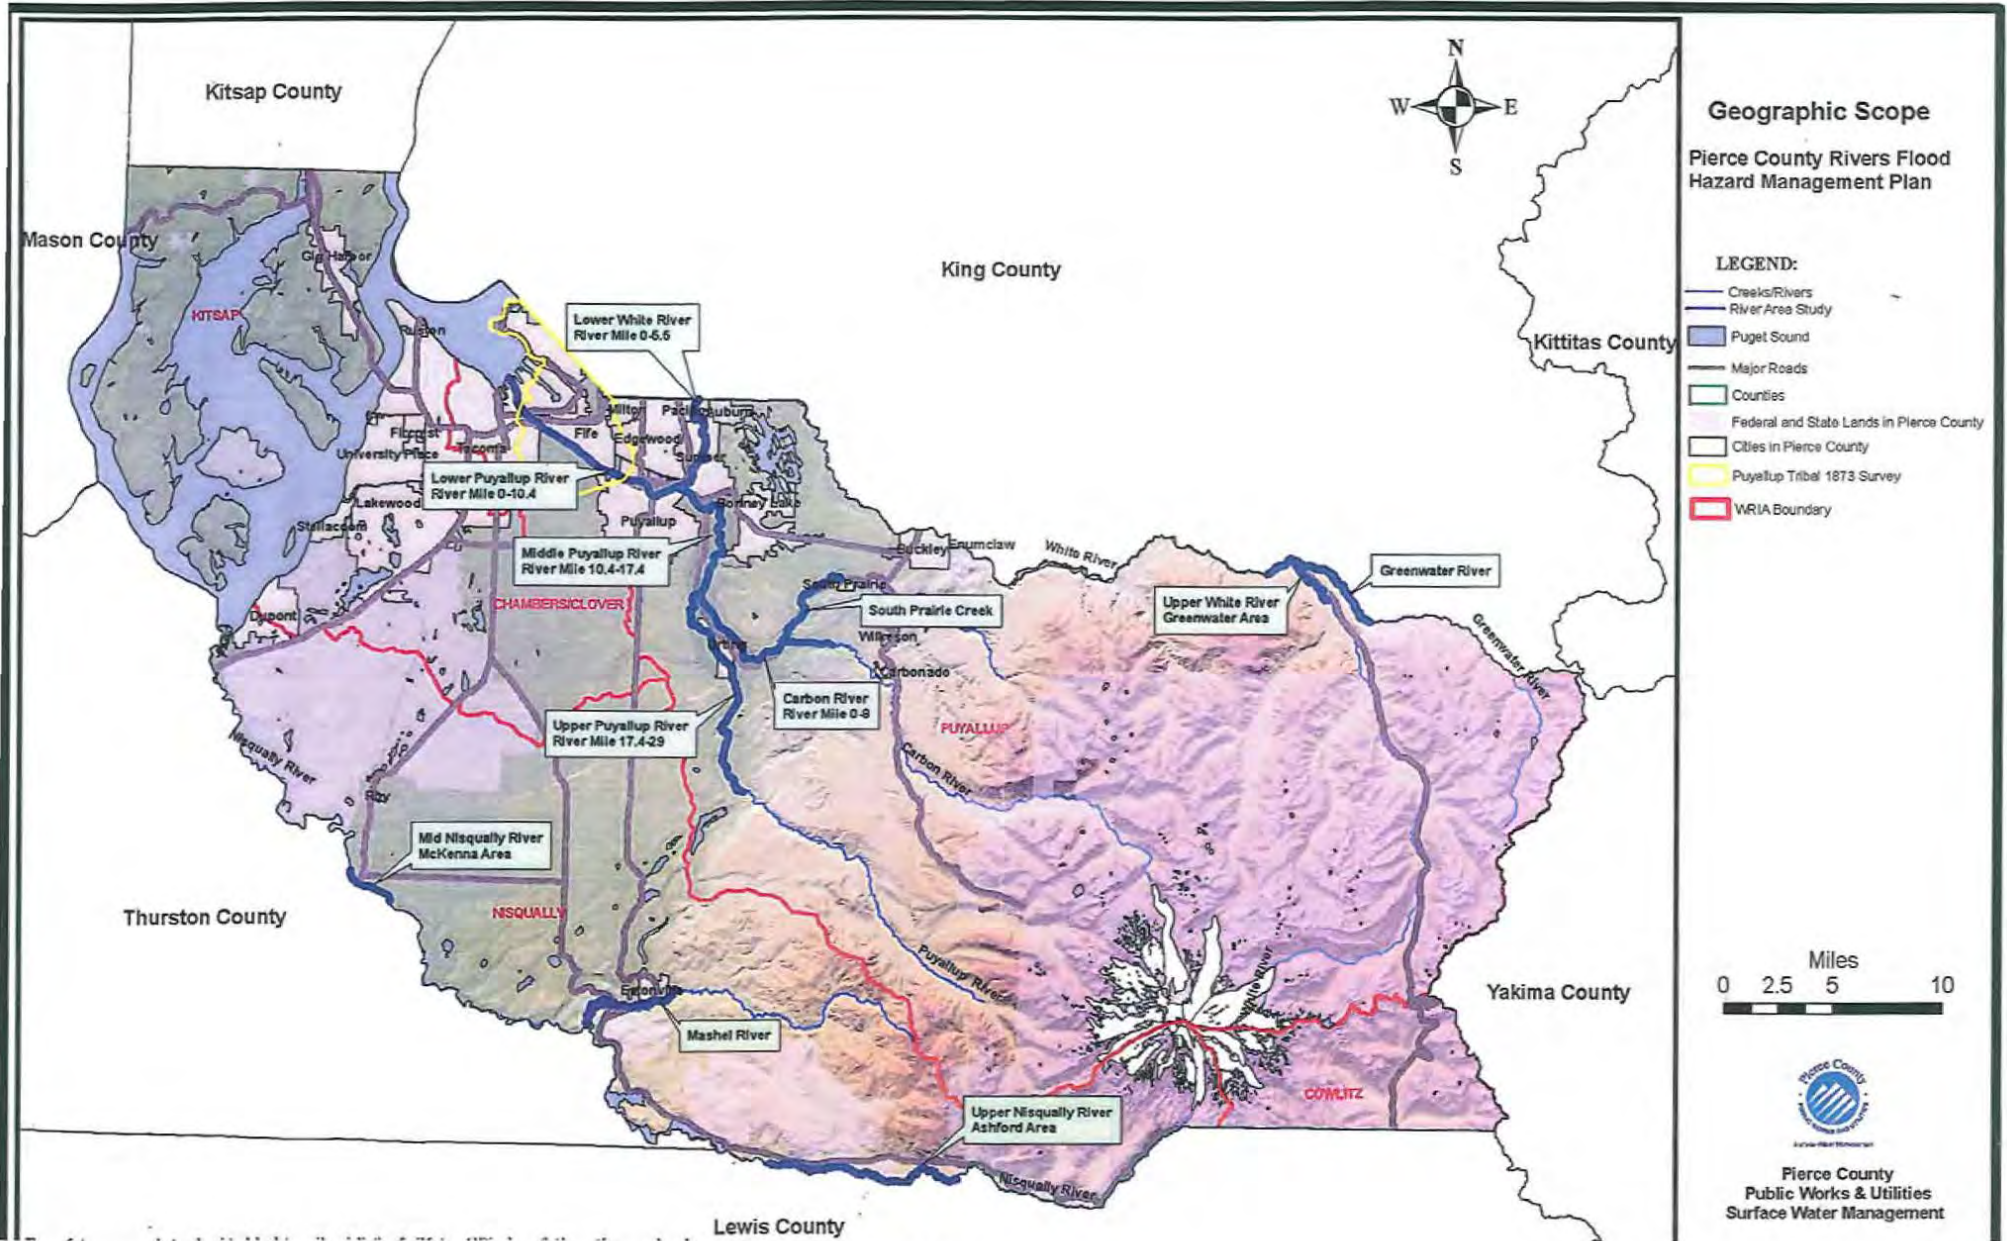 Kitsap County
N
W E
S
Geographic Scope
Pierce County Rivers Flood
Hazard Management Plan
Mason County
Gig Harbor
King County
LEGEND:
Creeks/Rivers
River Area Study
Puget Sound
Major Roads
Counties
Federal and State Lands in Pierce County
Cities in Pierce County
Puyallup Tribal 1873 Survey
WRIA Boundary
KITSAP
Ruston
Lower White River
River Mile 0-5.5
Kittitas County
Milton
Pacific
Fircrest
Fife
Edgewood
University Place
Tacoma
Sumner
Lower Puyallup River
River Mile 0-10.4
Lakewood
Bonney Lake
Steilacoom
Puyallup
Middle Puyallup River
River Mile 10.4-17.4
Buckley
Enumclaw
White River
Greenwater River
South Prairie
Dupont
CHAMBERS/CLOVER
South Prairie Creek
Upper White River
Greenwater Area
Greenwater River
Orting
Wilkeson
Carbonado
Carbon River
River Mile 0-8
Upper Puyallup River
River Mile 17.4-29
PUYALLUP
Nisqually River
Carbon River
Roy
Mid Nisqually River
McKenna Area
Thurston County
NISQUALLY
Puyallup River
White River
Eatonville
Mashel River
Yakima County
Miles
0 2.5 5 10
COWLITZ
Upper Nisqually River
Ashford Area
Nisqually River
Lewis County
Pierce County
Pierce County
Public Works & Utilities
Surface Water Management